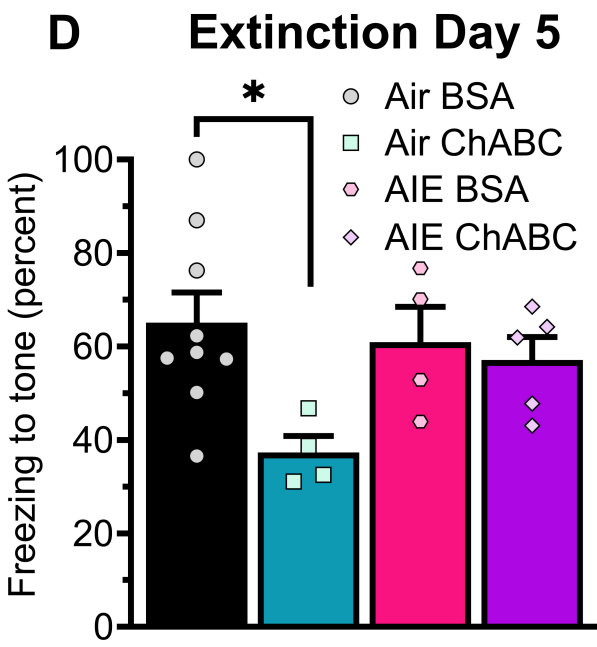 D Extinction Day 5
*
Air BSA
Air ChABC
AIE BSA
AIE ChABC
Freezing to tone (percent)
100
80
60
40
20
0